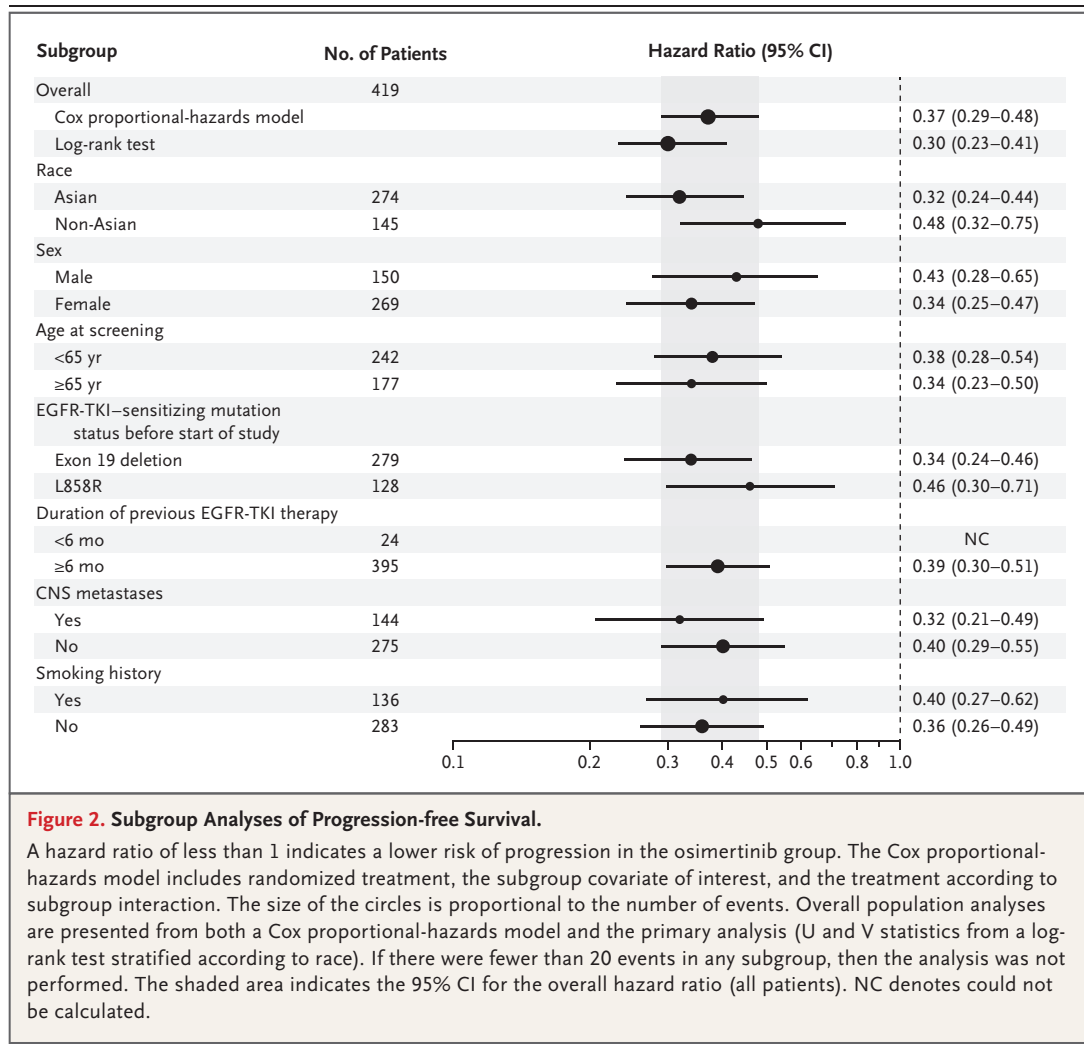 Subgroup No. of Patients Hazard Ratio (95% CI)
Overall 419
Cox proportional-hazards model 0.37 (0.29–0.48)
Log-rank test 0.30 (0.23–0.41)
Race
Asian 274 0.32 (0.24–0.44)
Non-Asian 145 0.48 (0.32–0.75)
Sex
Male 150 0.43 (0.28–0.65)
Female 269 0.34 (0.25–0.47)
Age at screening
<65 yr 242 0.38 (0.28–0.54)
≥65 yr 177 0.34 (0.23–0.50)
EGFR-TKI–sensitizing mutation
status before start of study
Exon 19 deletion 279 0.34 (0.24–0.46)
L858R 128 0.46 (0.30–0.71)
Duration of previous EGFR-TKI therapy
<6 mo 24 NC
≥6 mo 395 0.39 (0.30–0.51)
CNS metastases
Yes 144 0.32 (0.21–0.49)
No 275 0.40 (0.29–0.55)
Smoking history
Yes 136 0.40 (0.27–0.62)
No 283 0.36 (0.26–0.49)
0.1 0.2 0.3 0.4 0.5 0.6 0.8 1.0
Figure 2. Subgroup Analyses of Progression-free Survival.
A hazard ratio of less than 1 indicates a lower risk of progression in the osimertinib group. The Cox proportional-
hazards model includes randomized treatment, the subgroup covariate of interest, and the treatment according to
subgroup interaction. The size of the circles is proportional to the number of events. Overall population analyses
are presented from both a Cox proportional-hazards model and the primary analysis (U and V statistics from a log-
rank test stratified according to race). If there were fewer than 20 events in any subgroup, then the analysis was not
performed. The shaded area indicates the 95% CI for the overall hazard ratio (all patients). NC denotes could not
be calculated.